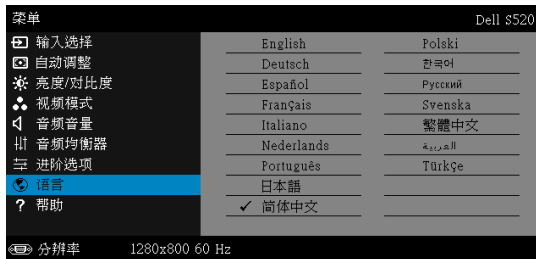 菜单 Dell S520
输入选择
自动调整
亮度/对比度
视频模式
音频音量
音频均衡器
进阶选项
语言
? 帮助
English Polski
Deutsch 한국어
Español Русский
Français Svenska
Italiano 繁體中文
Nederlands العربية
Português Türkçe
日本語
✓ 简体中文
分辨率 1280x800 60 Hz